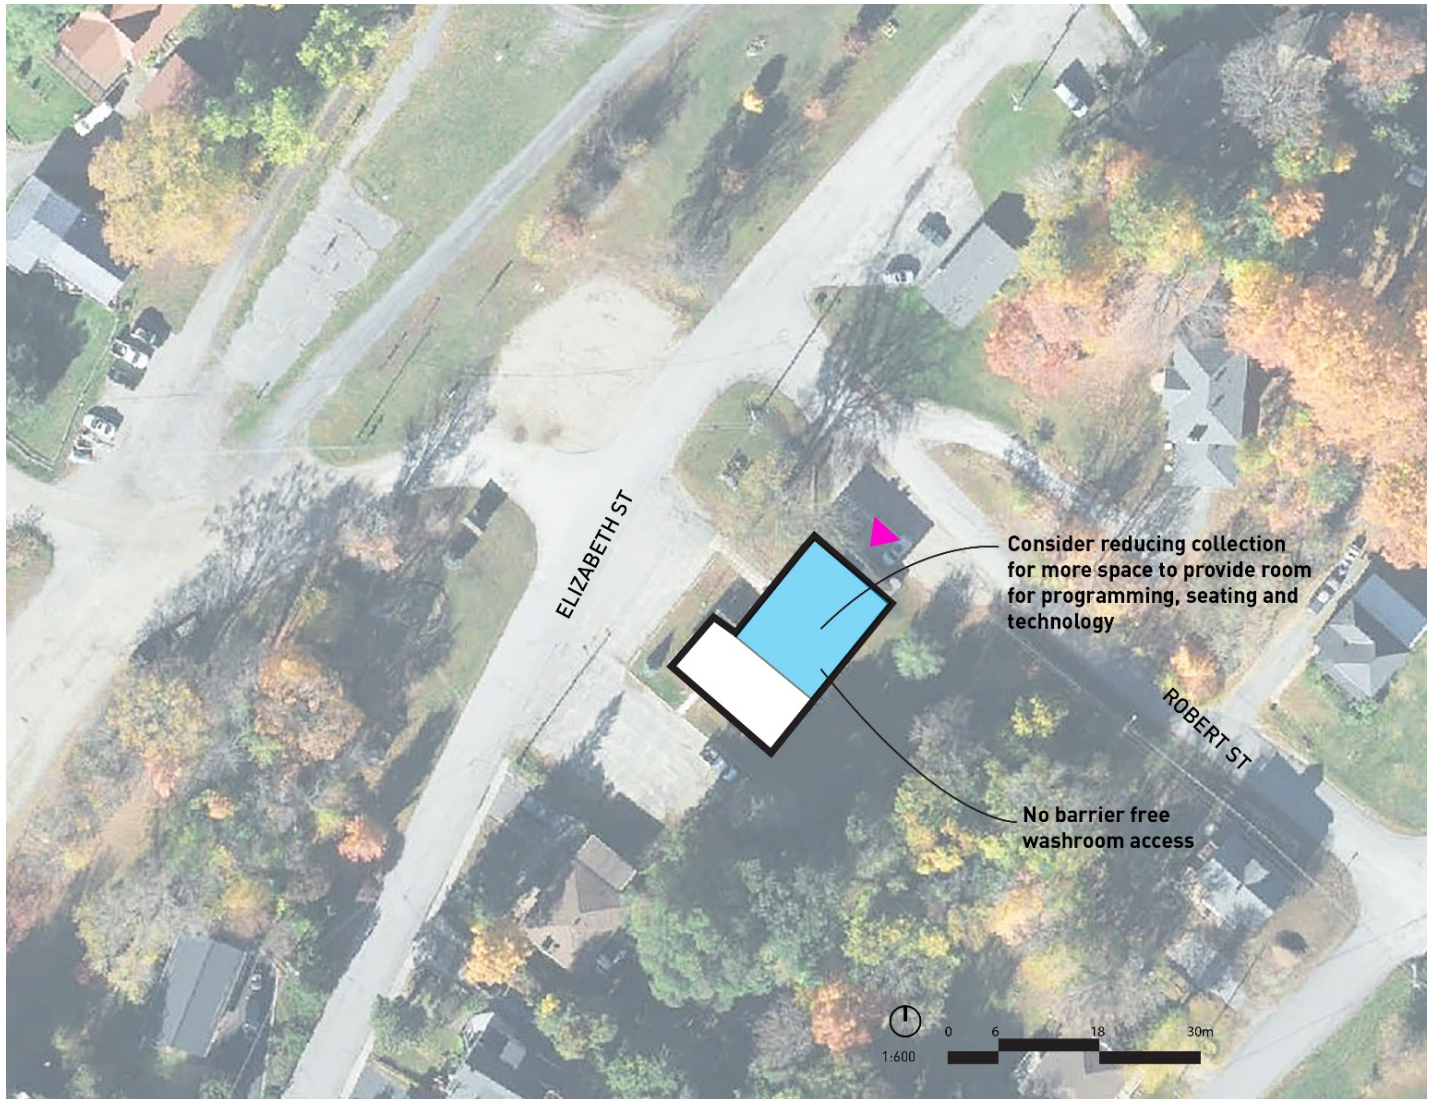 ELIZABETH ST
Consider reducing collection
for more space to provide room
for programming, seating and
technology
ROBERT ST
No barrier free
washroom access
0 6 18 30m
1:600